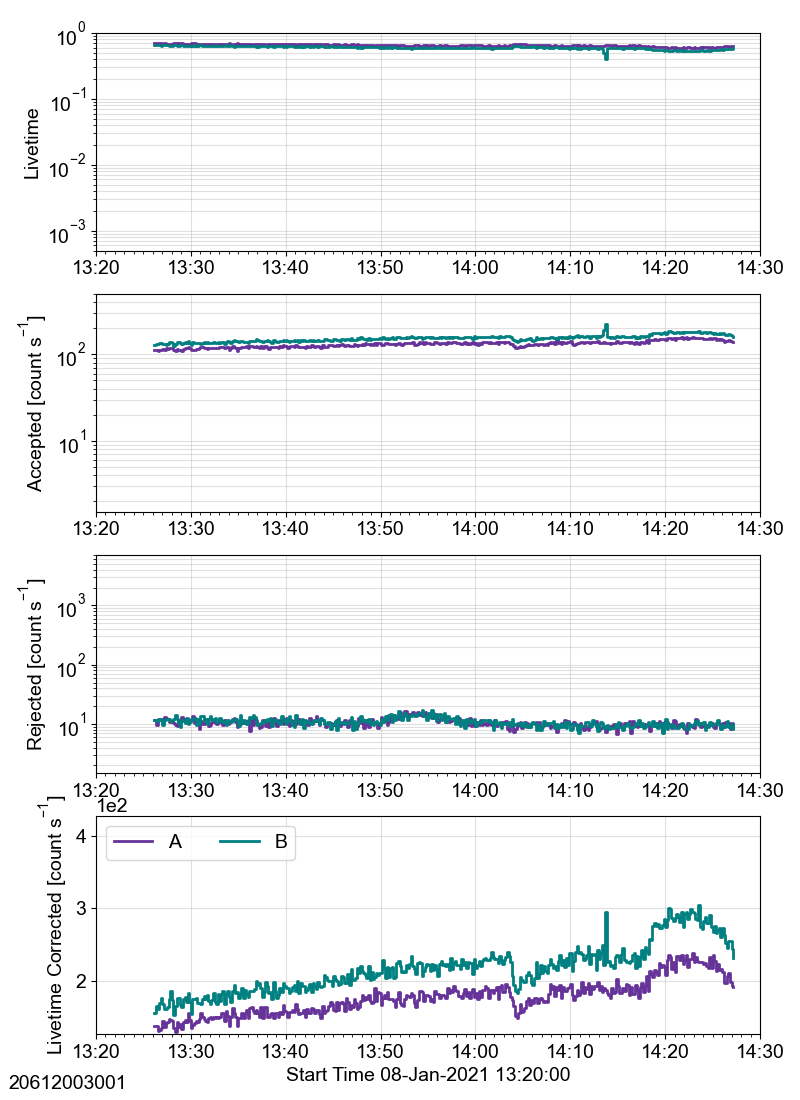 10^0
10^-1
10^-2
10^-3
Livetime
13:20 13:30 13:40 13:50 14:00 14:10 14:20 14:30
10^2
10^1
Accepted [count s^-1]
13:20 13:30 13:40 13:50 14:00 14:10 14:20 14:30
10^3
10^2
10^1
Rejected [count s^-1]
13:20 13:30 13:40 13:50 14:00 14:10 14:20 14:30
1e2
A B
4
3
2
Livetime Corrected [count s^-1]
13:20 13:30 13:40 13:50 14:00 14:10 14:20 14:30
Start Time 08-Jan-2021 13:20:00
20612003001